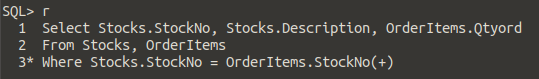 SQL> r
  1  Select Stocks.StockNo, Stocks.Description, OrderItems.Qtyord
  2  From Stocks, OrderItems
  3* Where Stocks.StockNo = OrderItems.StockNo(+)